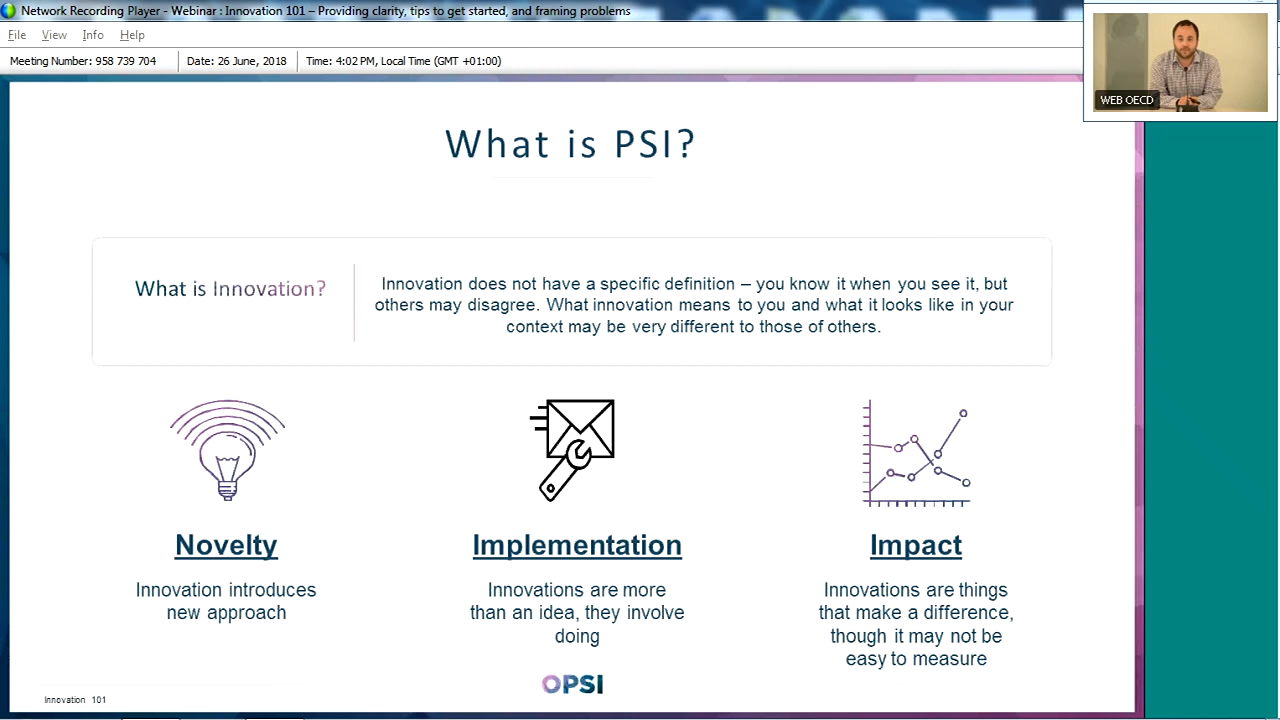 Network Recording Player - Webinar : Innovation 101 – Providing clarity, tips to get started, and framing problems
File View Info Help
Meeting Number: 958 739 704 Date: 26 June, 2018 Time: 4:02 PM, Local Time (GMT +01:00)
WEB OECD
What is PSI?
What is Innovation?
Innovation does not have a specific definition – you know it when you see it, but
others may disagree. What innovation means to you and what it looks like in your
context may be very different to those of others.
Novelty
Innovation introduces
new approach
Implementation
Innovations are more
than an idea, they involve
doing
Impact
Innovations are things
that make a difference,
though it may not be
easy to measure
OPSI
Innovation 101